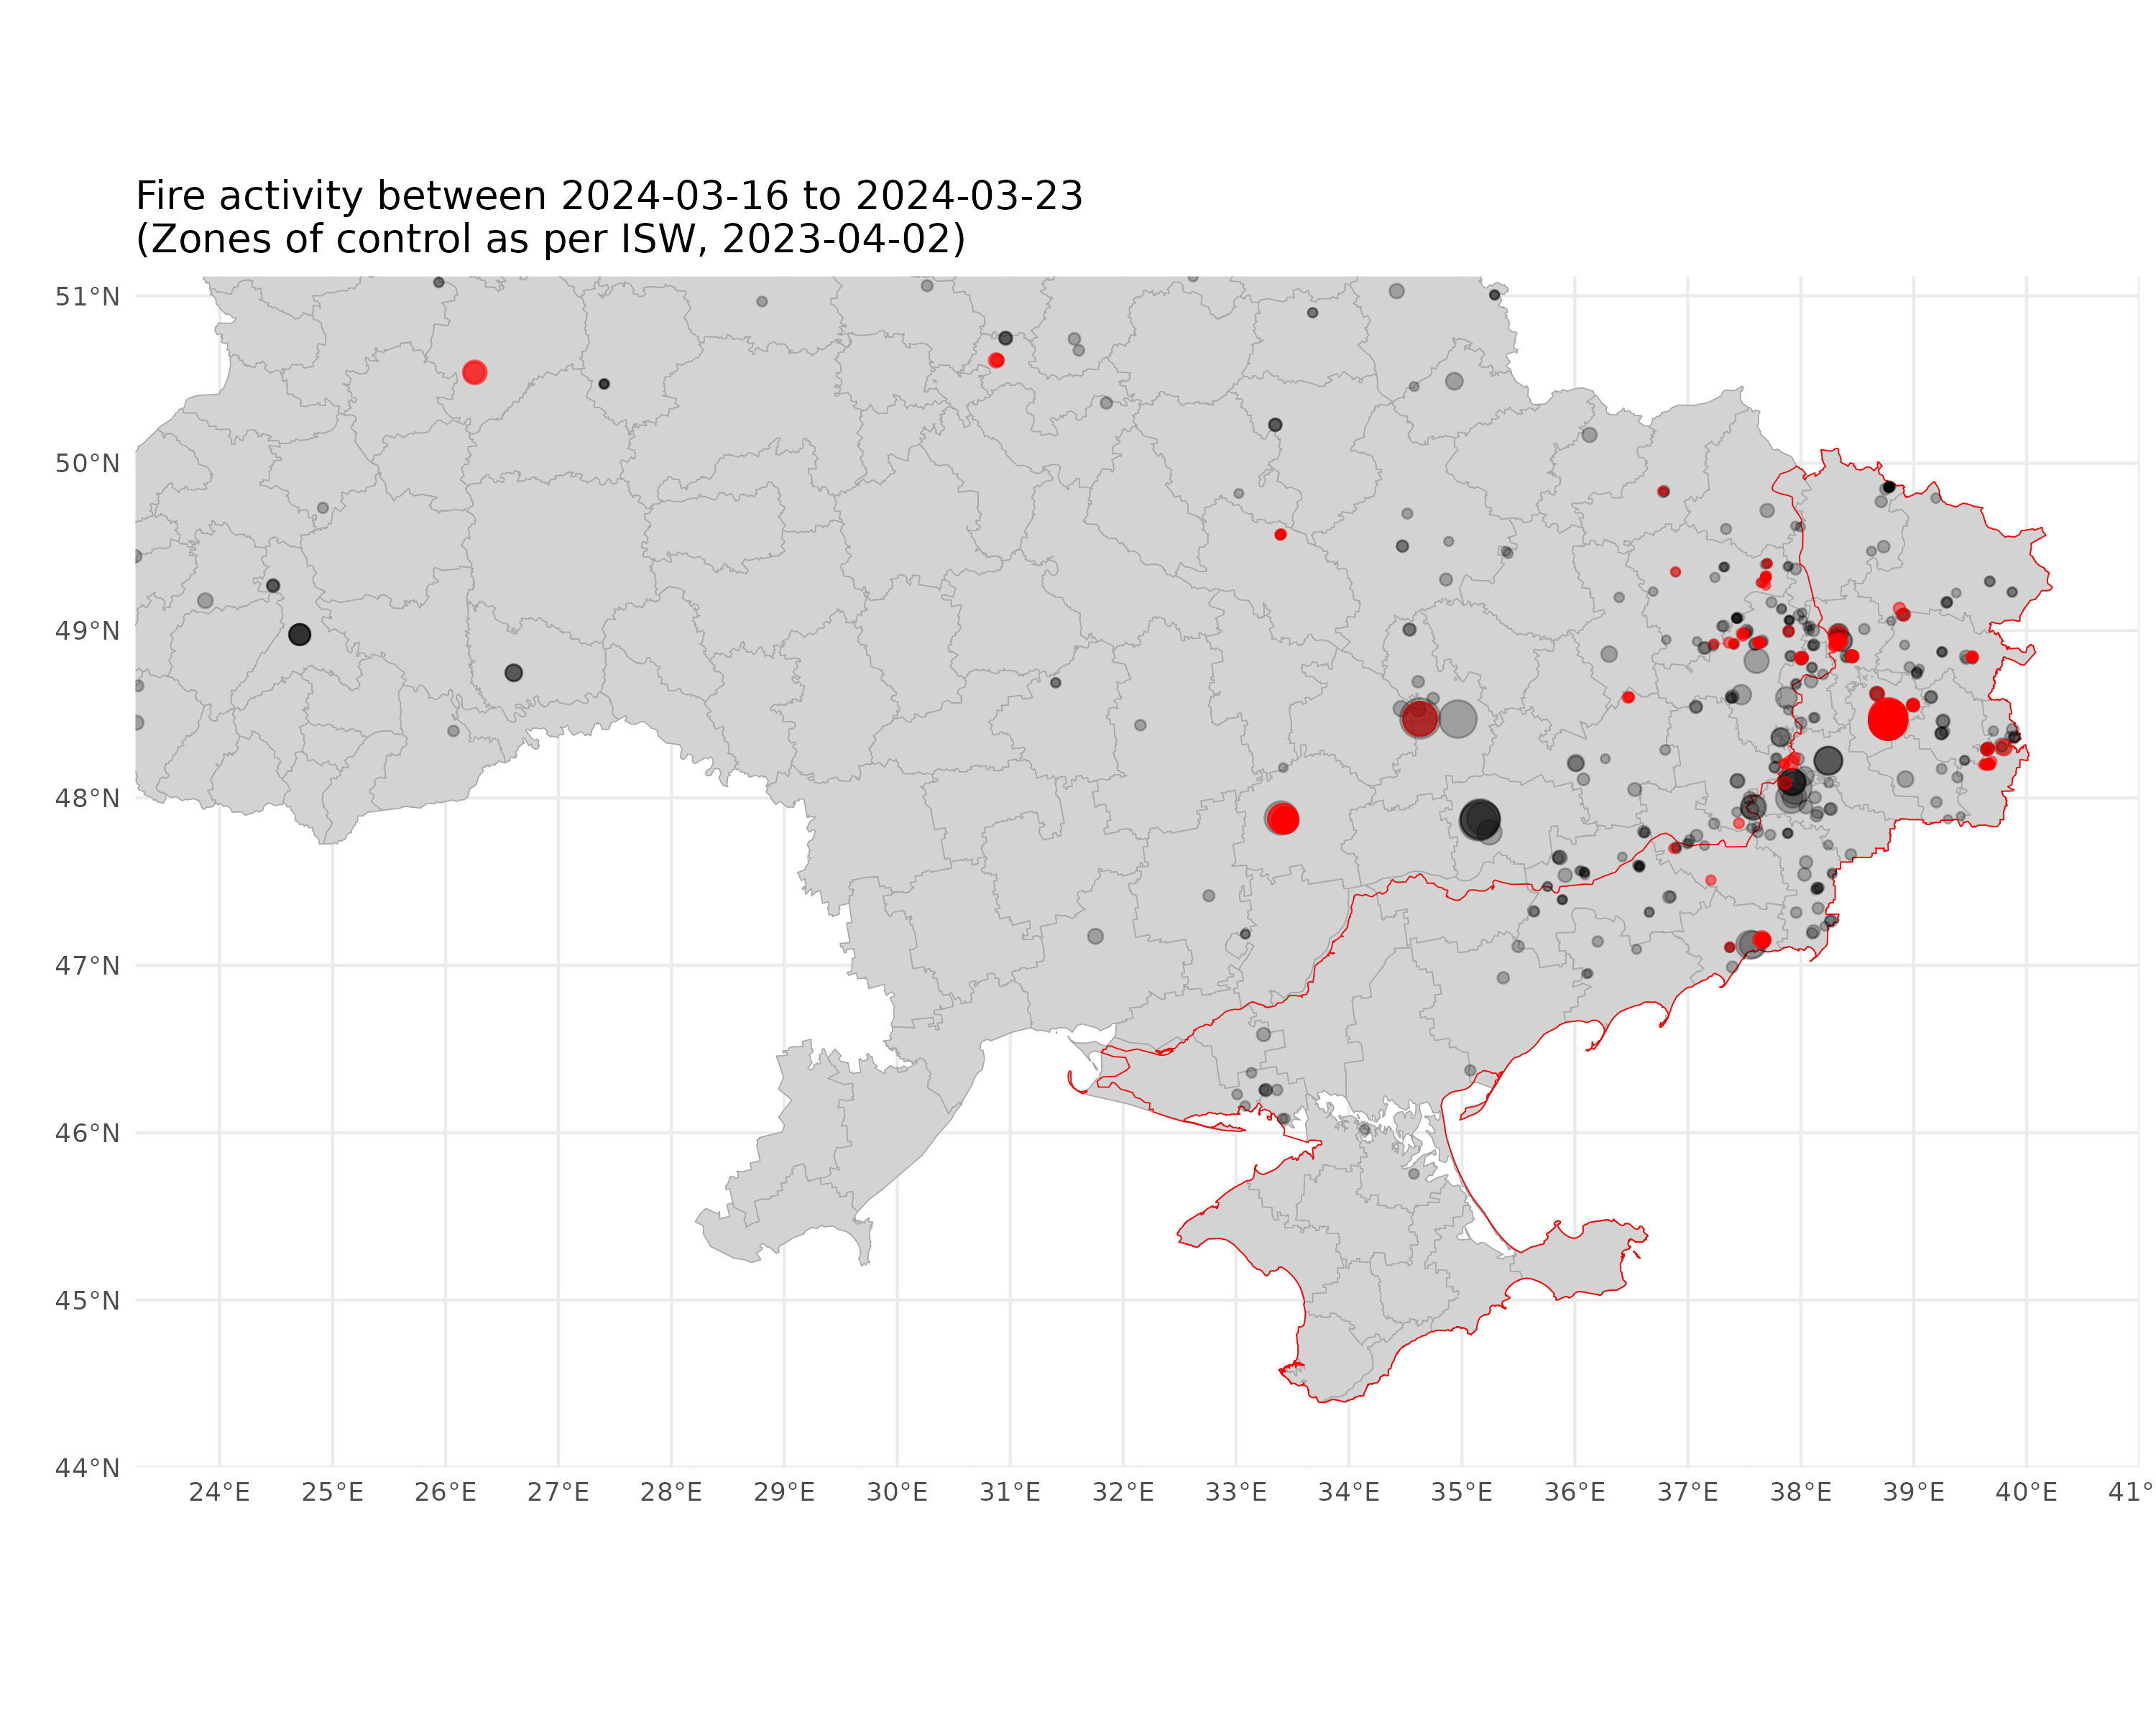 Fire activity between 2024-03-16 to 2024-03-23
(Zones of control as per ISW, 2023-04-02)
51°N
50°N
49°N
48°N
47°N
46°N
45°N
44°N
24°E 25°E 26°E 27°E 28°E 29°E 30°E 31°E 32°E 33°E 34°E 35°E 36°E 37°E 38°E 39°E 40°E 41°